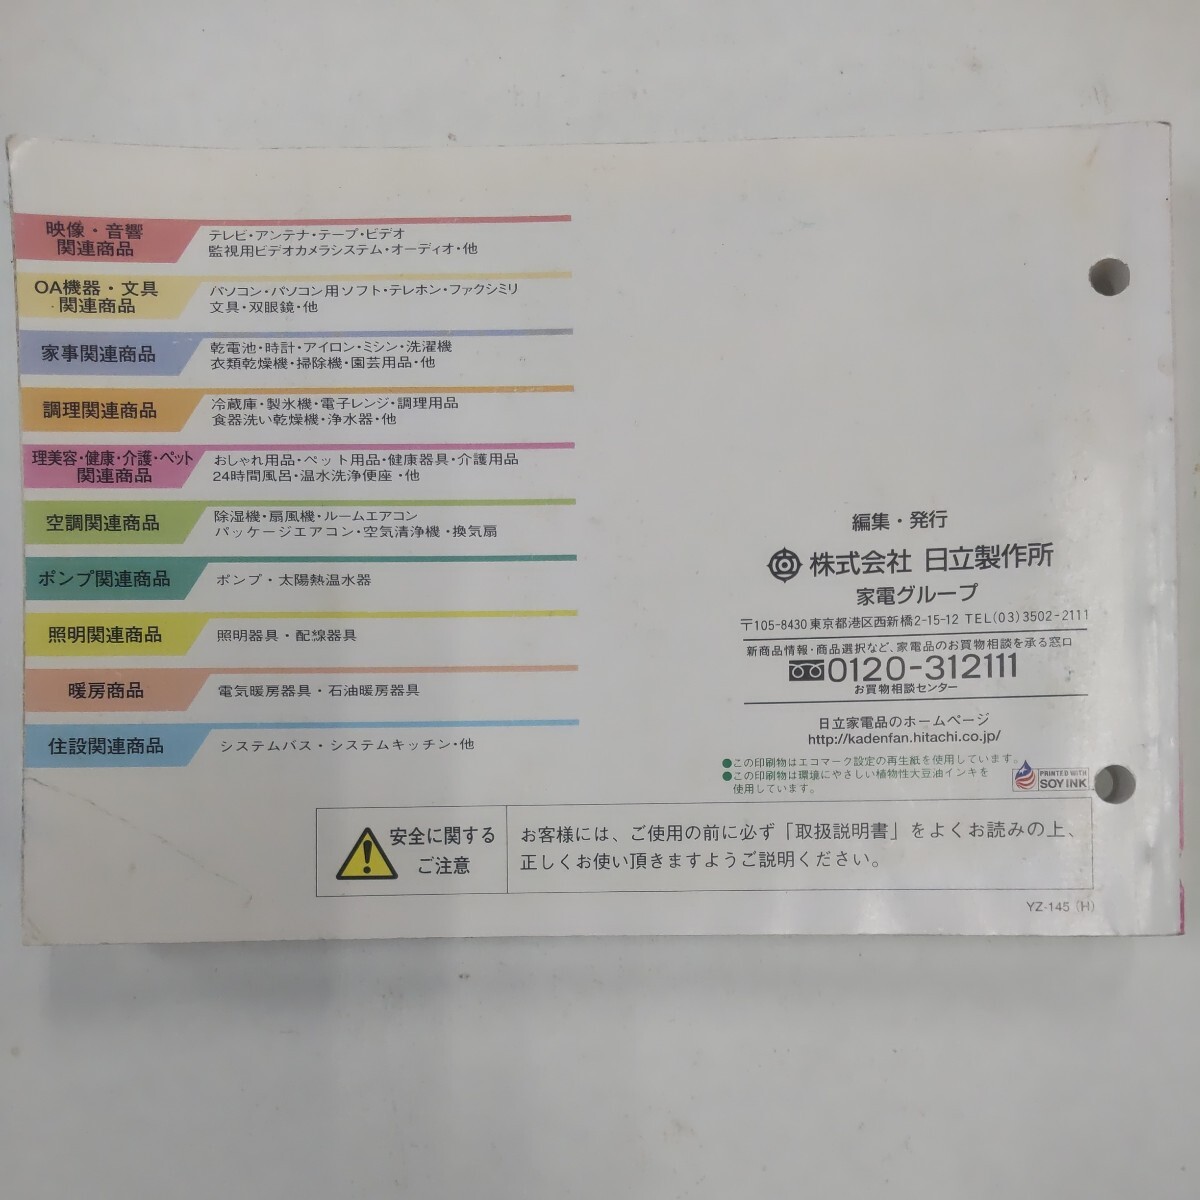 映像・音響
関連商品
テレビ・アンテナ・テープ・ビデオ
監視用ビデオカメラシステム・オーディオ・他
OA機器・文具
関連商品
パソコン・パソコン用ソフト・テレホン・ファクシミリ
文具・双眼鏡・他
家事関連商品
乾電池・時計・アイロン・ミシン・洗濯機
衣類乾燥機・掃除機・園芸用品・他
調理関連商品
冷蔵庫・製氷機・電子レンジ・調理用品
食器洗い乾燥機・浄水器・他
理美容・健康・介護・ペット
関連商品
おしゃれ用品・ペット用品・健康器具・介護用品
24時間風呂・温水洗浄便座・他
空調関連商品
除湿機・扇風機・ルームエアコン
パッケージエアコン・空気清浄機・換気扇
ポンプ関連商品
ポンプ・太陽熱温水器
照明関連商品
照明器具・配線器具
暖房商品
電気暖房器具・石油暖房器具
住設関連商品
システムバス・システムキッチン・他
編集・発行
株式会社 日立製作所
家電グループ
〒105-8430 東京都港区西新橋2-15-12 TEL(03)3502-2111
新商品情報・商品選択など、家電品のお買物相談を承る窓口
0120-312111
お買物相談センター
日立家電品のホームページ
http://kadenfan.hitachi.co.jp/
●この印刷物はエコマーク設定の再生紙を使用しています。
●この印刷物は環境にやさしい植物性大豆油インキを
使用しています。
PRINTED WITH
SOY INK
安全に関する
ご注意
お客様には、ご使用の前に必ず「取扱説明書」をよくお読みの上、
正しくお使い頂きますようご説明ください。
YZ-145 (H)